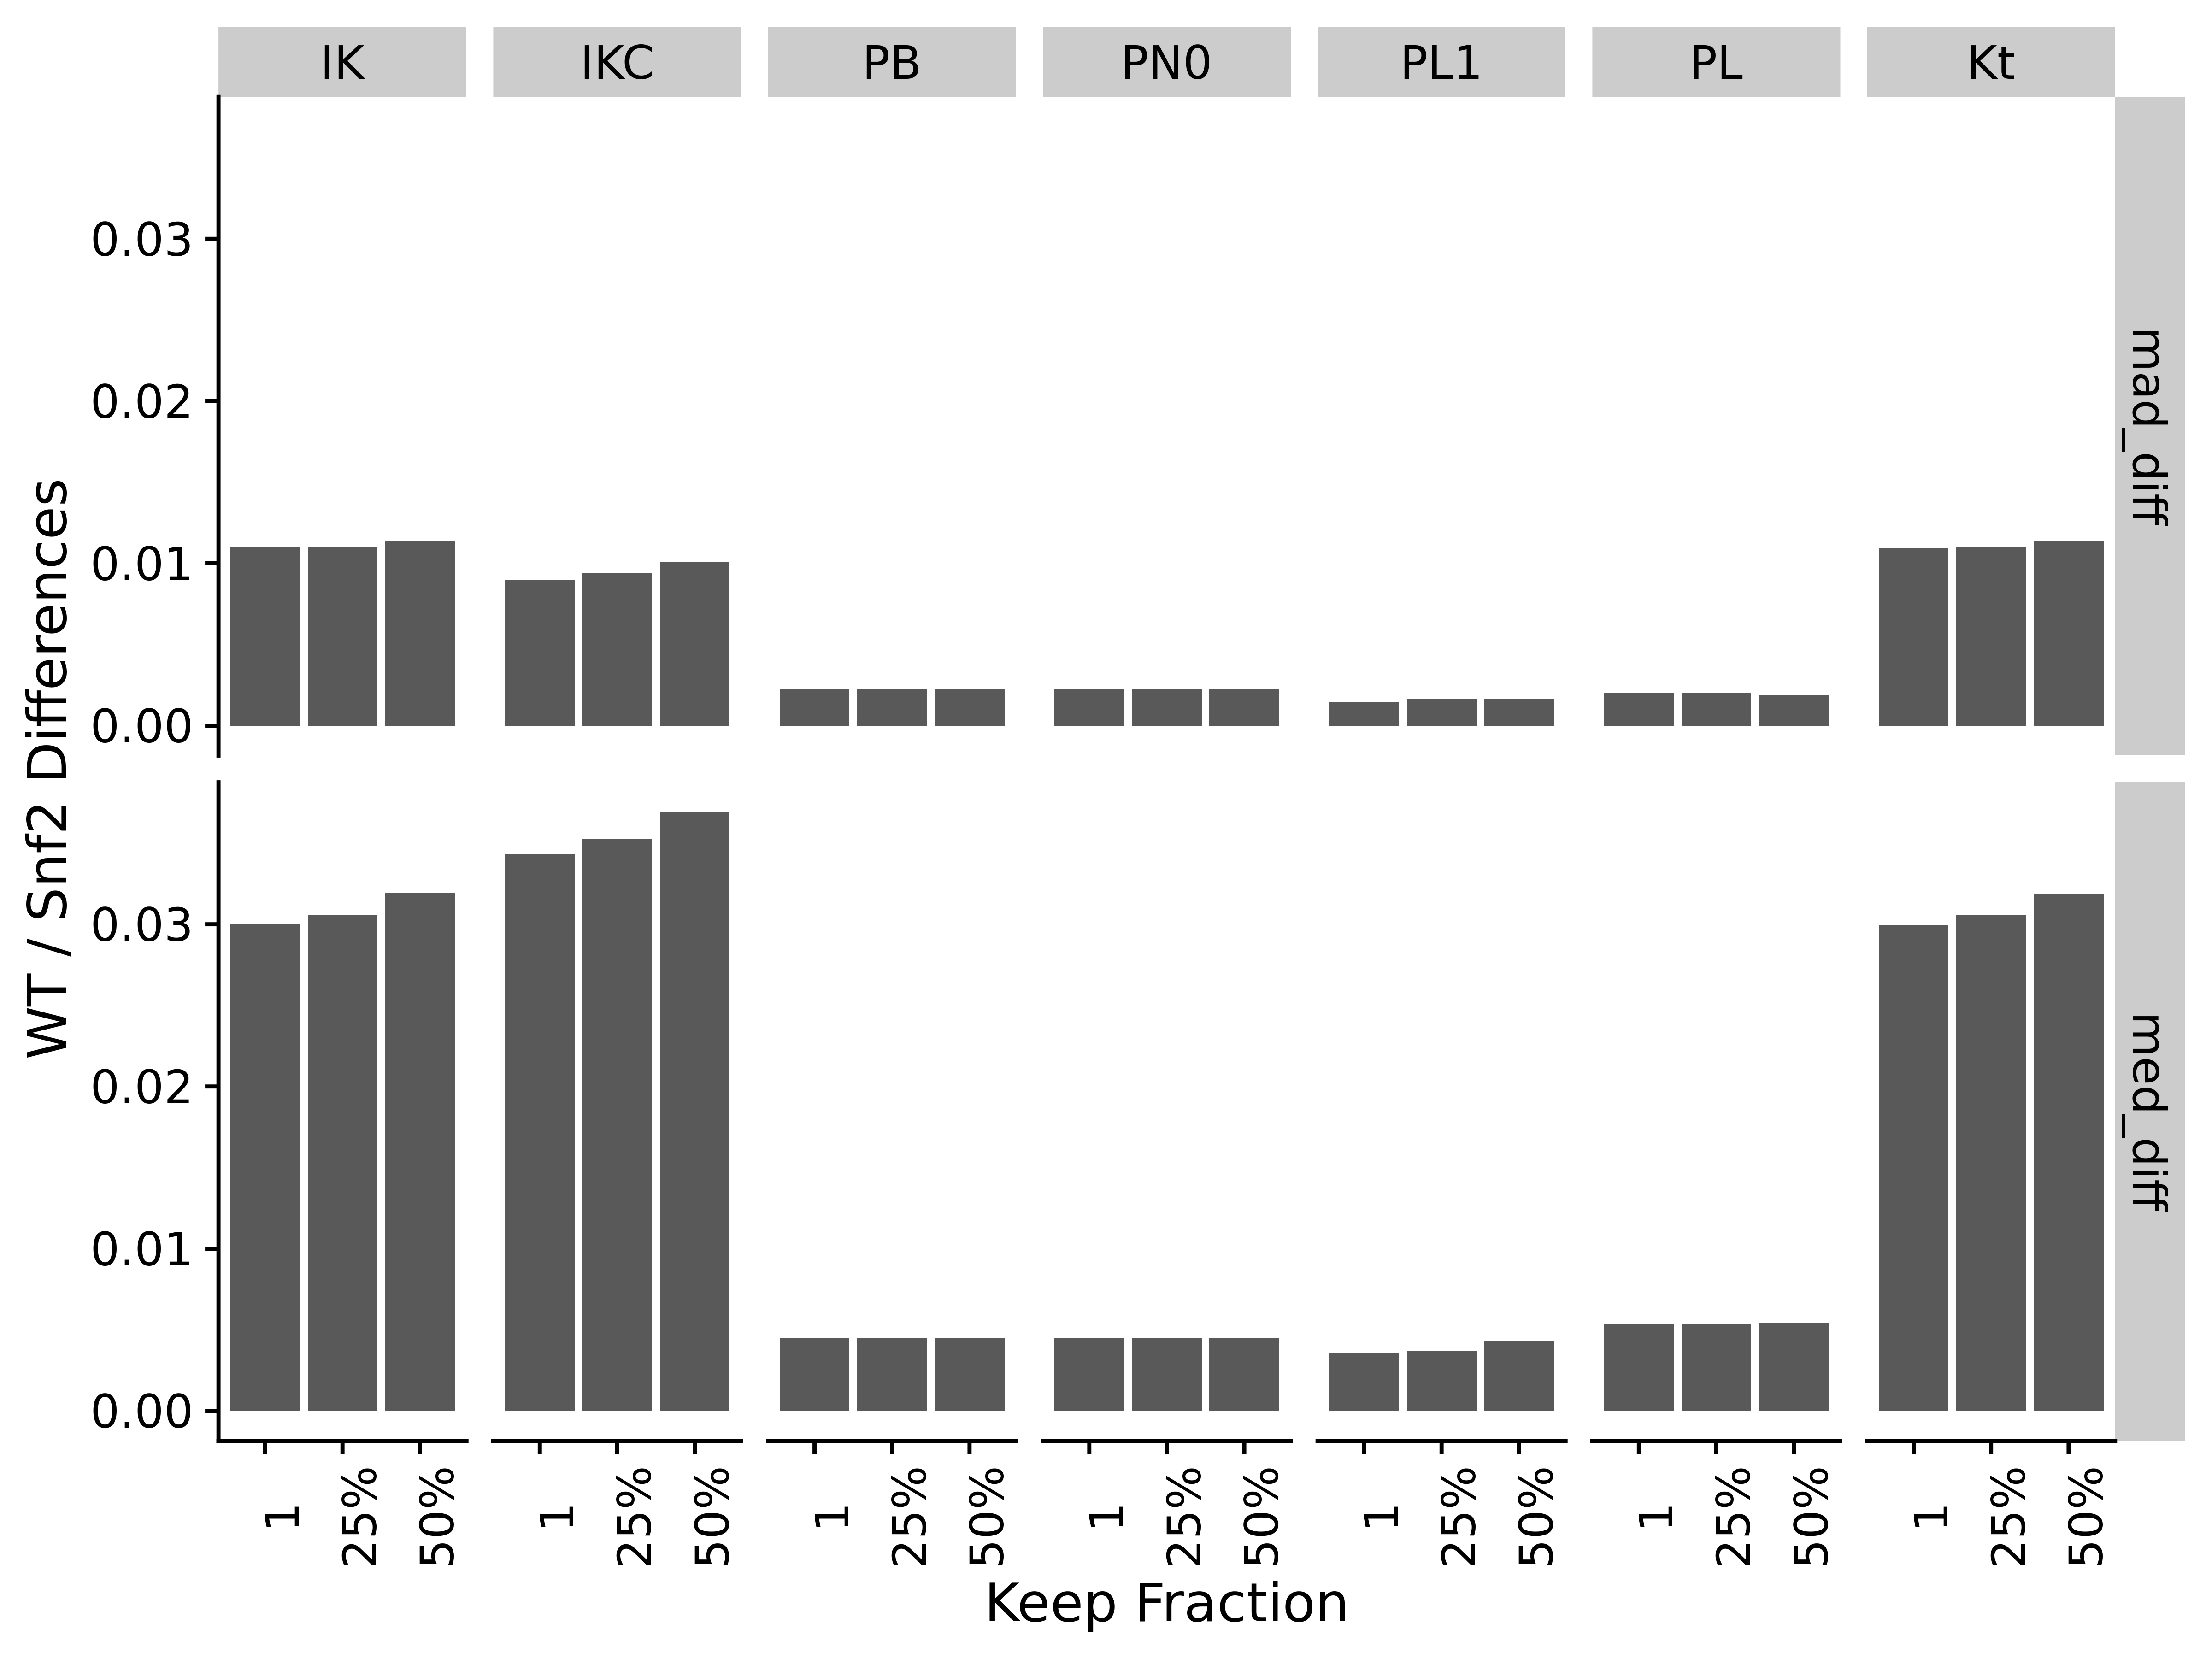 IK IKC PB PN0 PL1 PL Kt
WT / Snf2 Differences
0.03
0.02
0.01
0.00
mad_diff
0.03
0.02
0.01
0.00
med_diff
1 25% 50% 1 25% 50% 1 25% 50% 1 25% 50% 1 25% 50% 1 25% 50% 1 25% 50%
Keep Fraction